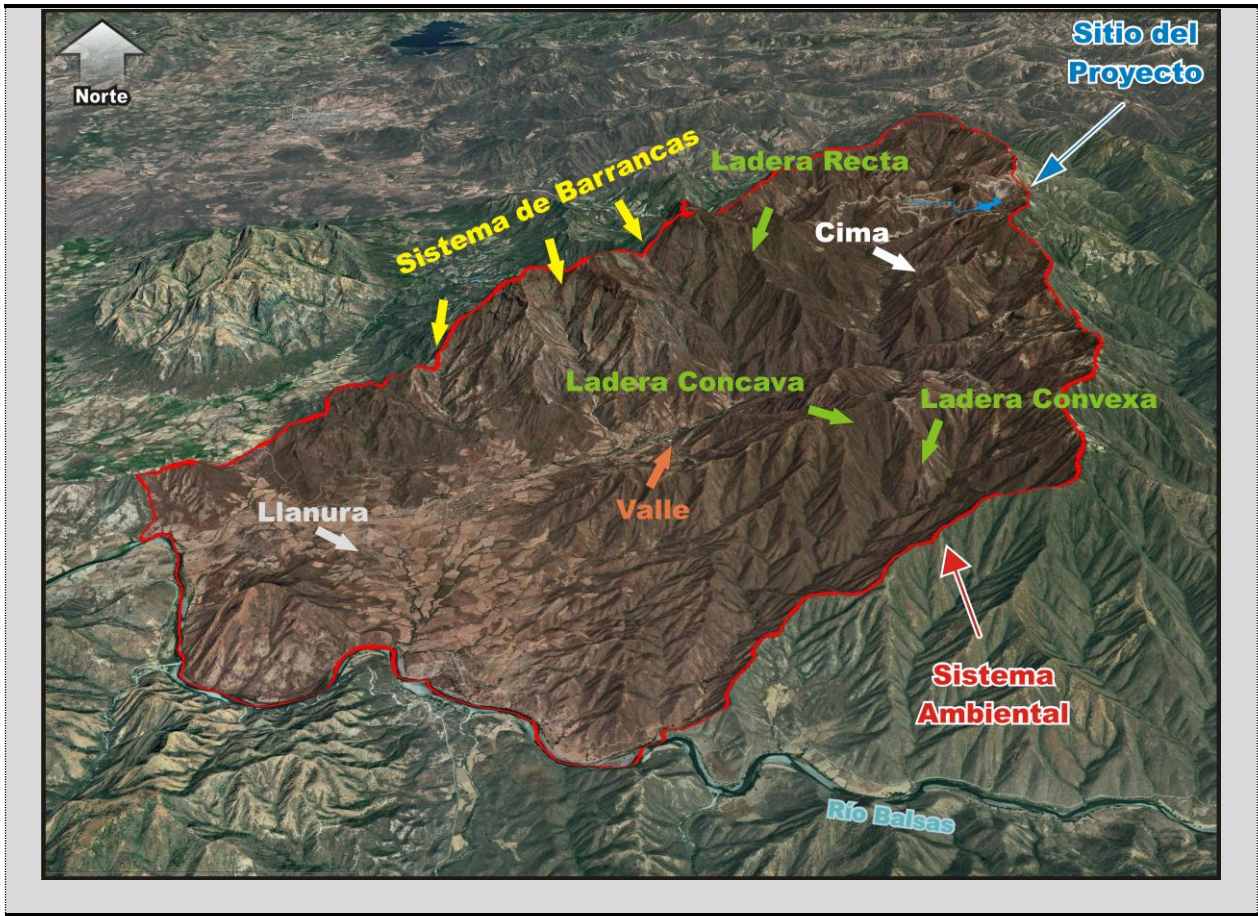 Norte
Sitio del
Proyecto
Sistema de Barrancas
Ladera Recta
Cima
Ladera Concava
Ladera Convexa
Llanura
Valle
Sistema
Ambiental
Río Balsas